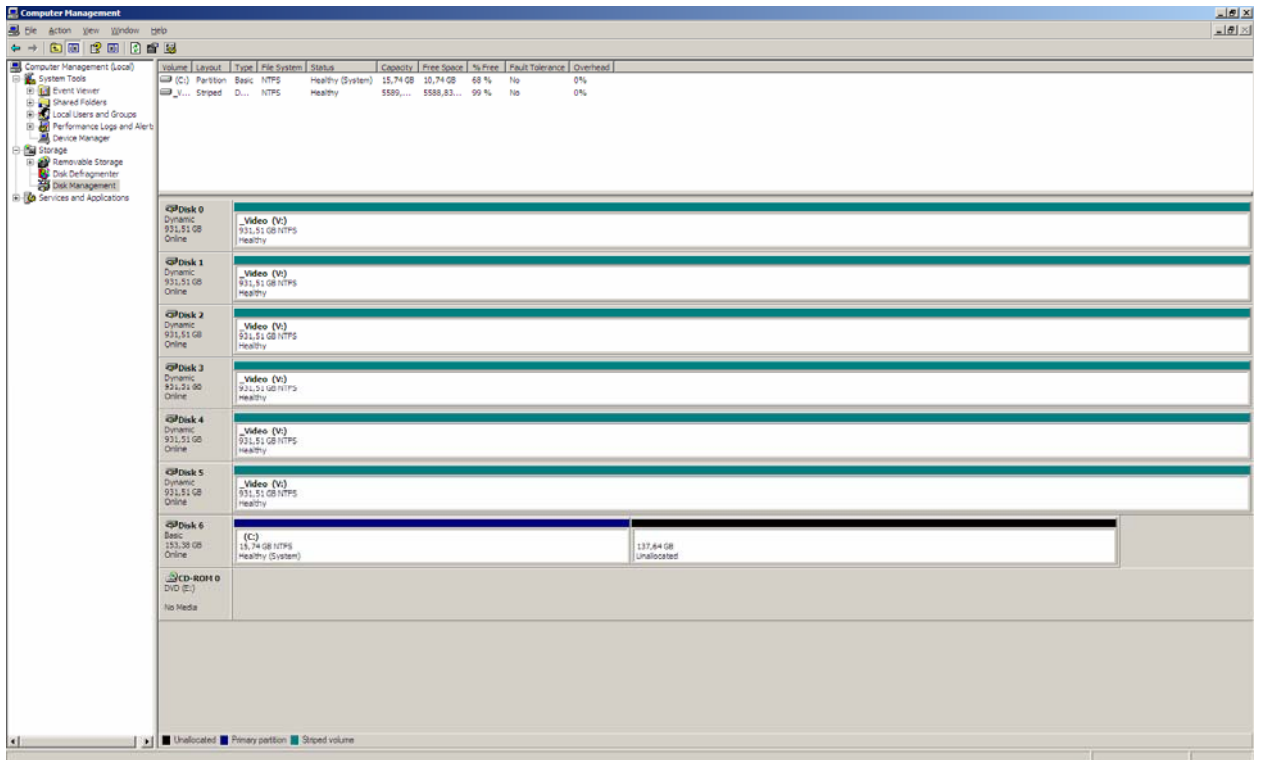 Computer Management
File Action View Window Help
Computer Management (Local)
System Tools
Event Viewer
Shared Folders
Local Users and Groups
Performance Logs and Alerts
Device Manager
Storage
Removable Storage
Disk Defragmenter
Disk Management
Services and Applications
Volume Layout Type File System Status Capacity Free Space % Free Fault Tolerance Overhead
(C:) Partition Basic NTFS Healthy (System) 15,74 GB 10,74 GB 68 % No 0%
_V... Striped D... NTFS Healthy 5589,... 5588,83... 99 % No 0%
Disk 0
Dynamic
931,51 GB
Online
_Video (V:)
931,51 GB NTFS
Healthy
Disk 1
Dynamic
931,51 GB
Online
_Video (V:)
931,51 GB NTFS
Healthy
Disk 2
Dynamic
931,51 GB
Online
_Video (V:)
931,51 GB NTFS
Healthy
Disk 3
Dynamic
931,51 GB
Online
_Video (V:)
931,51 GB NTFS
Healthy
Disk 4
Dynamic
931,51 GB
Online
_Video (V:)
931,51 GB NTFS
Healthy
Disk 5
Dynamic
931,51 GB
Online
_Video (V:)
931,51 GB NTFS
Healthy
Disk 6
Basic
153,38 GB
Online
(C:)
15,74 GB NTFS
Healthy (System)
137,64 GB
Unallocated
CD-ROM 0
DVD (E:)
No Media
Unallocated Primary partition Striped volume